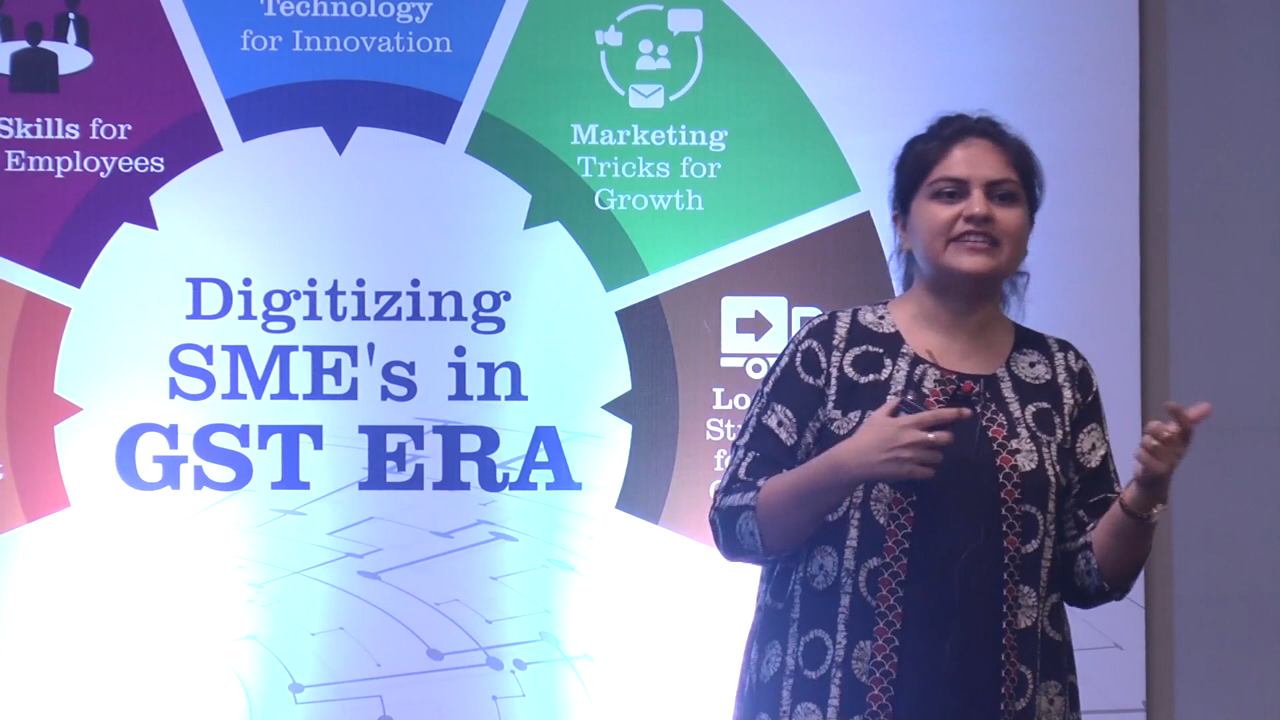 Technology
for Innovation
Skills for
Employees
Marketing
Tricks for
Growth
Digitizing
SME's in
GST ERA